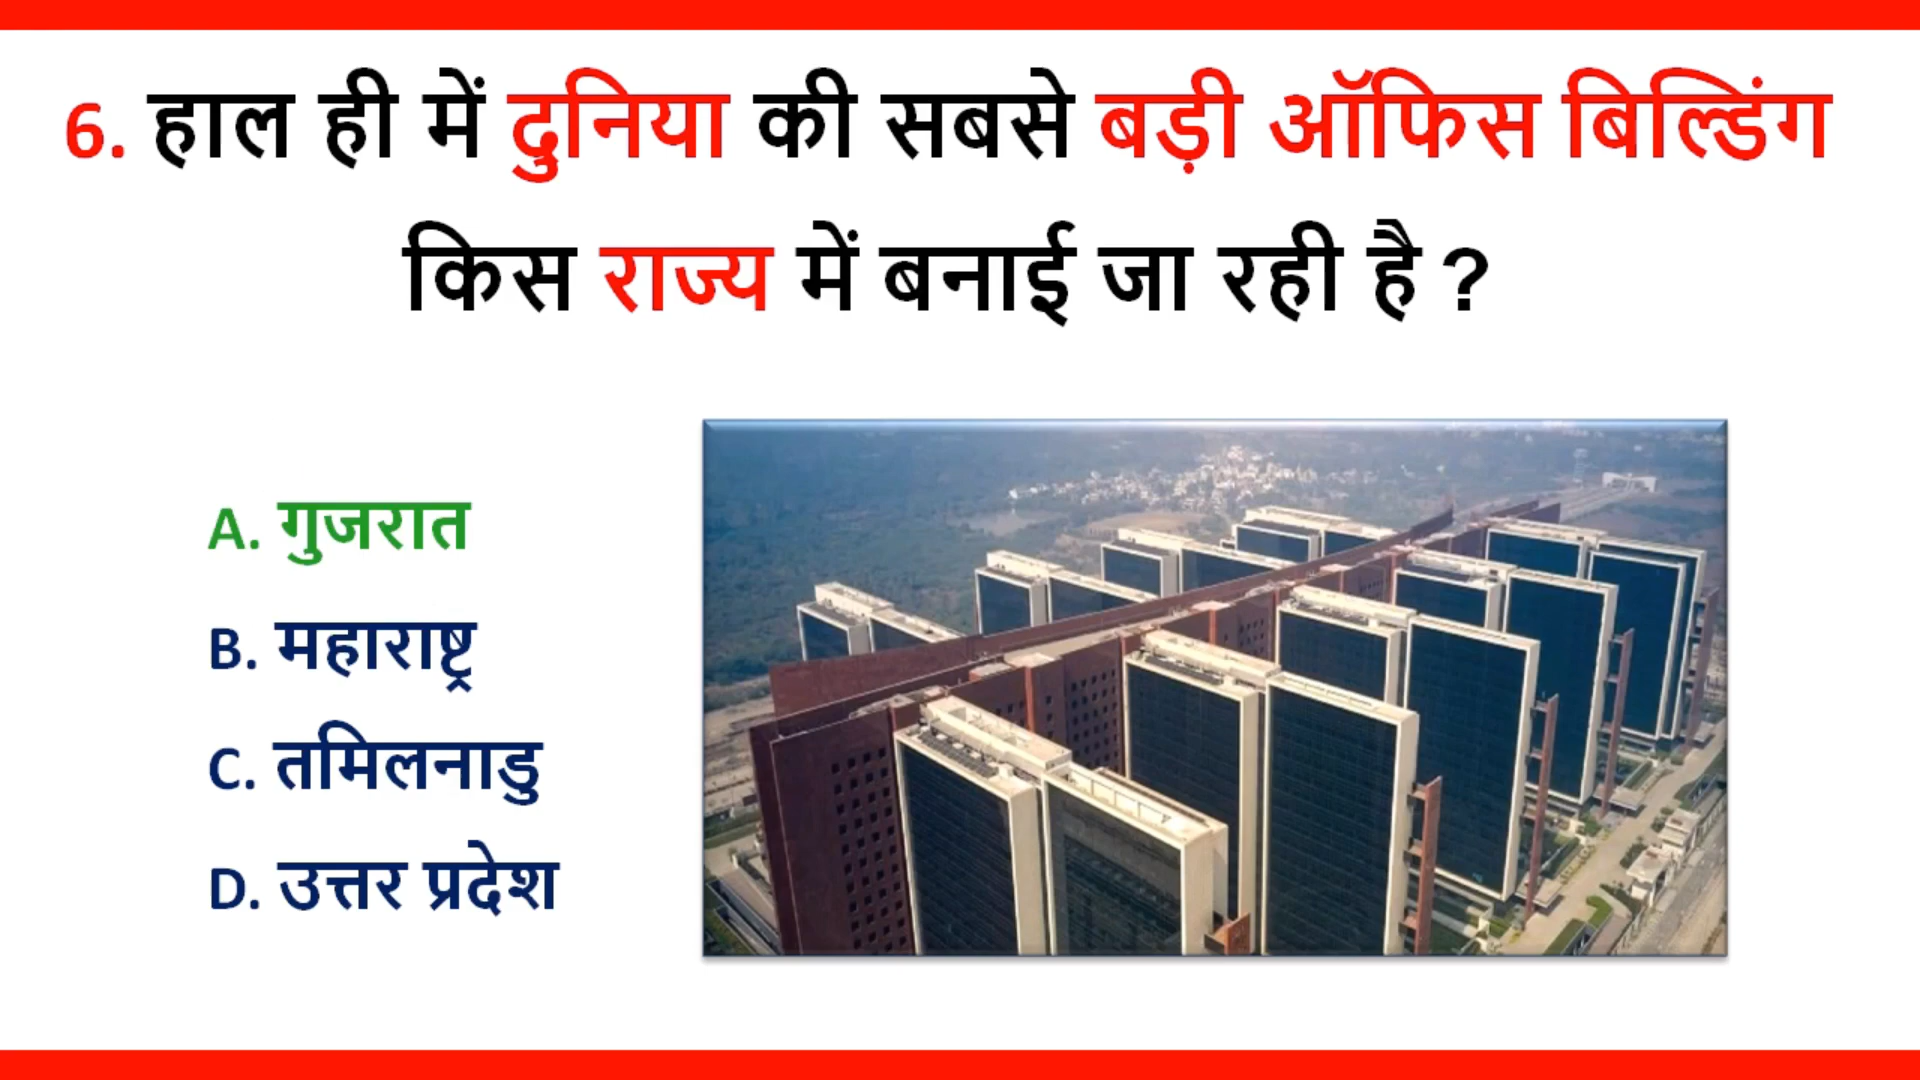 6. हाल ही में दुनिया की सबसे बड़ी ऑफिस बिल्डिंग
किस राज्य में बनाई जा रही है ?
A. गुजरात
B. महाराष्ट्र
C. तमिलनाडु
D. उत्तर प्रदेश